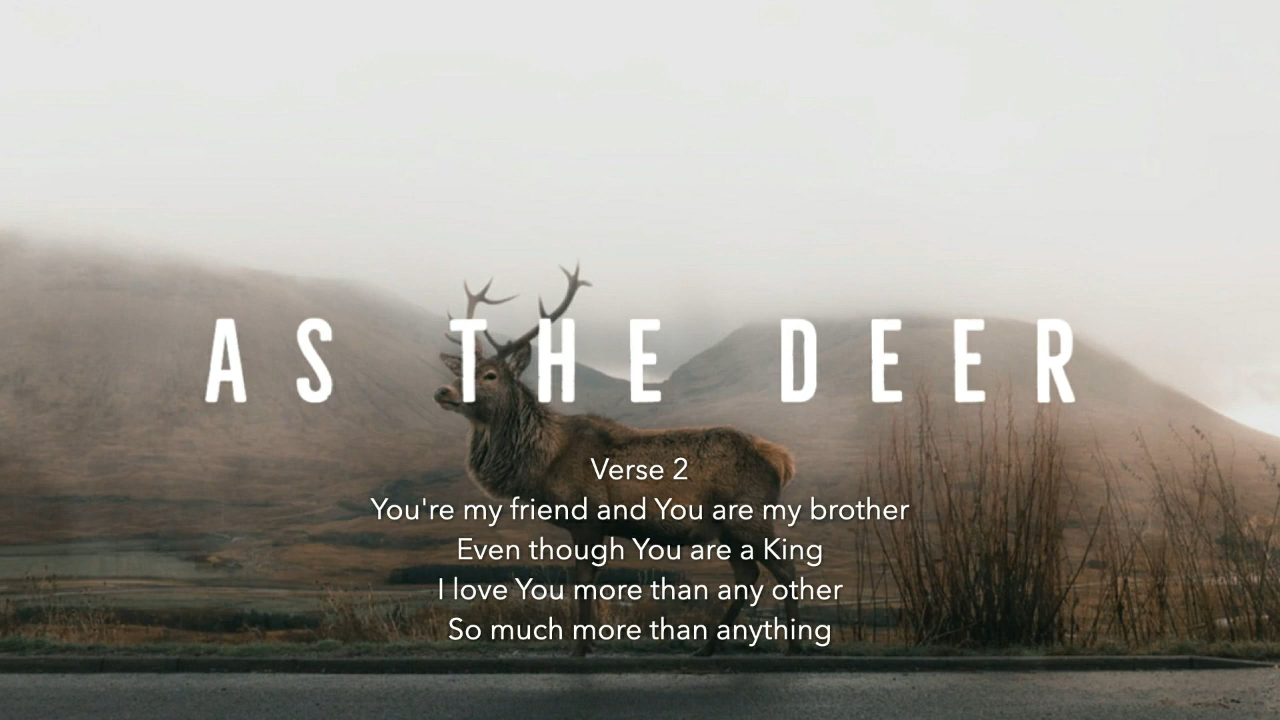 AS THE DEER
Verse 2
You're my friend and You are my brother
Even though You are a King
I love You more than any other
So much more than anything